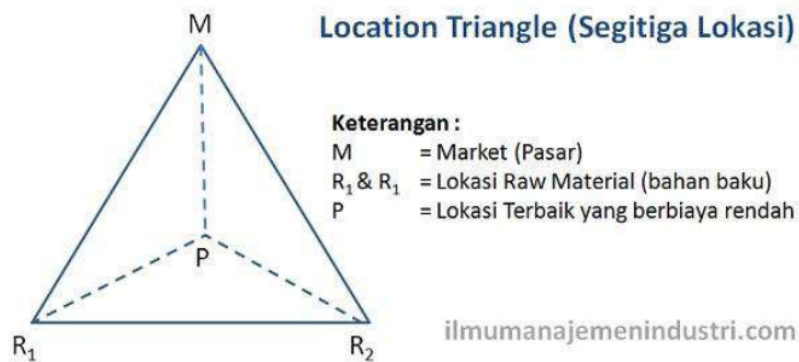 M
Location Triangle (Segitiga Lokasi)
Keterangan :
M = Market (Pasar)
R₁ & R₁ = Lokasi Raw Material (bahan baku)
P = Lokasi Terbaik yang berbiaya rendah
P
R₁
R₂
ilmumanajemenindustri.com